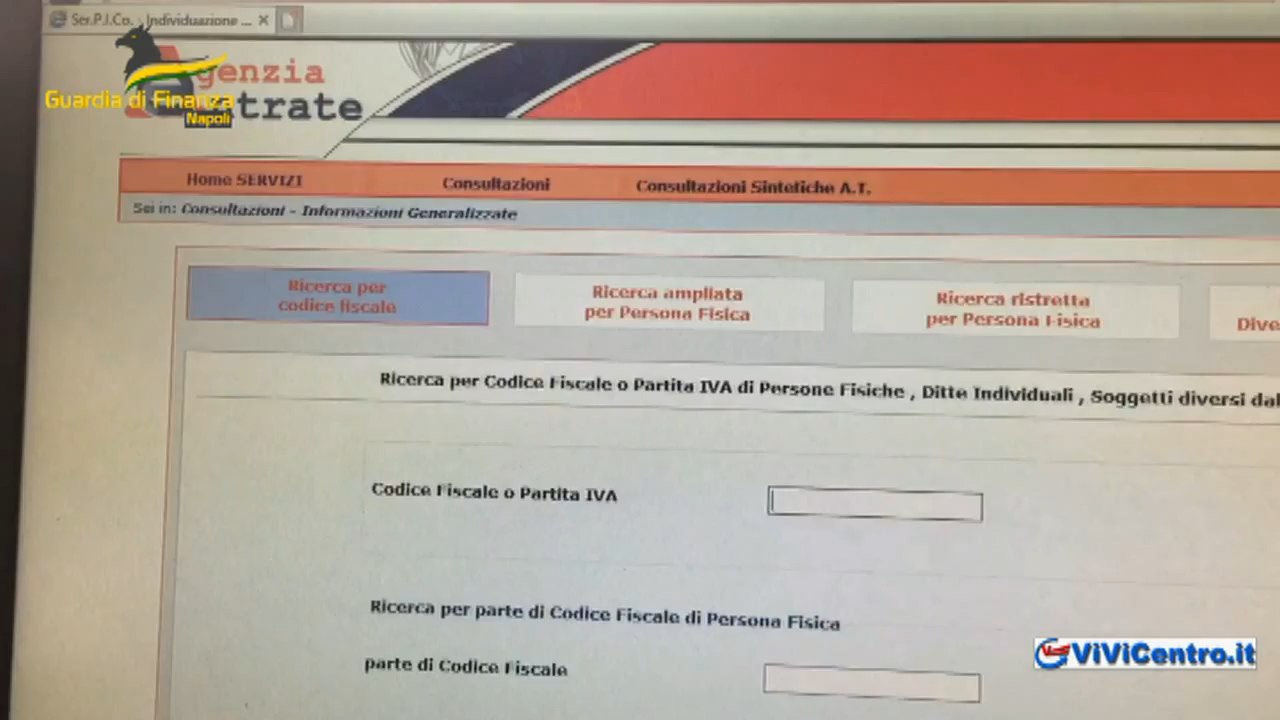 Ser.P.I.Co. - Individuazione ...
genzia
ntrate
Guardia di Finanza
Napoli
Home SERVIZI
Consultazioni
Consultazioni Sintetiche A.T.
Sei in: Consultazioni - Informazioni Generalizzate
Ricerca per
codice fiscale
Ricerca ampliata
per Persona Fisica
Ricerca ristretta
per Persona Fisica
Dive
Ricerca per Codice Fiscale o Partita IVA di Persone Fisiche , Ditte Individuali , Soggetti diversi dal
Codice Fiscale o Partita IVA
Ricerca per parte di Codice Fiscale di Persona Fisica
parte di Codice Fiscale
ViViCentro.it